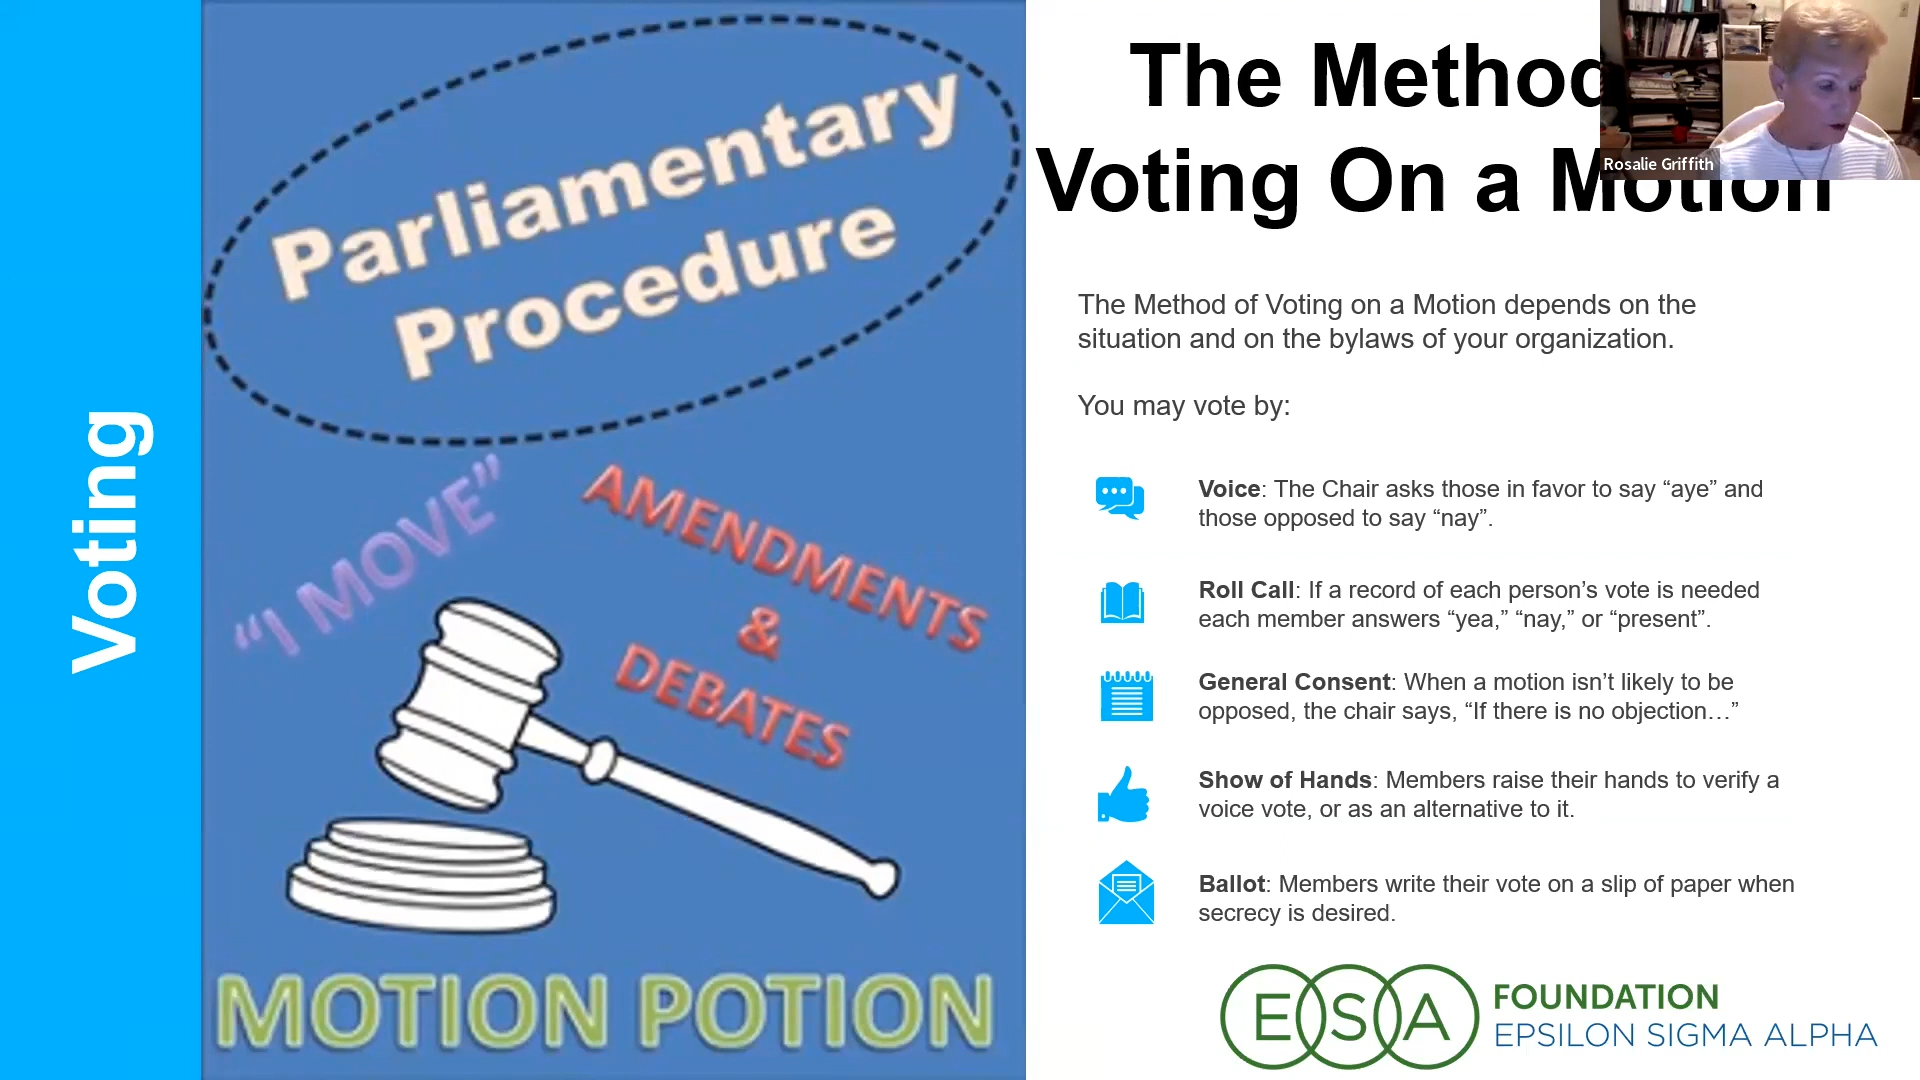 Voting
Parliamentary
Procedure
“I MOVE”
AMENDMENTS
&
DEBATES
MOTION POTION
The Method
Voting On a Motion
Rosalie Griffith
The Method of Voting on a Motion depends on the
situation and on the bylaws of your organization.
You may vote by:
Voice: The Chair asks those in favor to say “aye” and
those opposed to say “nay”.
Roll Call: If a record of each person’s vote is needed
each member answers “yea,” “nay,” or “present”.
General Consent: When a motion isn’t likely to be
opposed, the chair says, “If there is no objection…”
Show of Hands: Members raise their hands to verify a
voice vote, or as an alternative to it.
Ballot: Members write their vote on a slip of paper when
secrecy is desired.
ESA
FOUNDATION
EPSILON SIGMA ALPHA